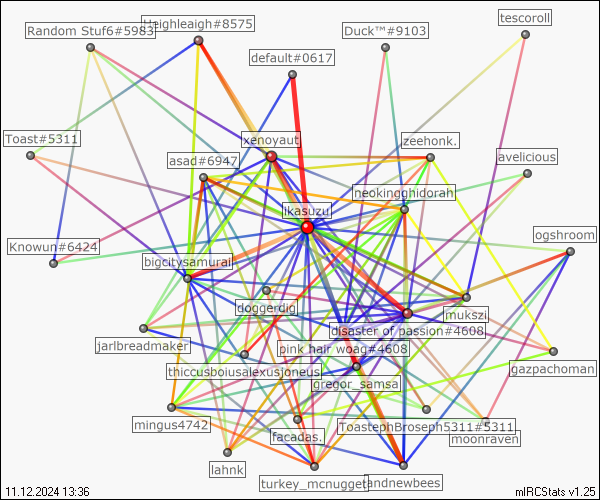 tescoroll
Heighleaigh#8575
Random Stuf6#5983
Duck™#9103
default#0617
Toast#5311
xenoyaut
zeehonk.
asad#6947
avelicious
neokingghidorah
ikasuzu
ogshroom
Knowun#6424
bigcitysamurai
doggerdig
mukszi
disaster of passion#4608
jarlbreadmaker
pink hair woag#4608
thiccusboiusalexusjoneus
gazpachoman
gregor_samsa
mingus4742
ToastephBroseph5311#5311
facadas.
moonraven
lahnk
turkey_mcnugget
andnewbees
11.12.2024 13:36
mIRCStats v1.25